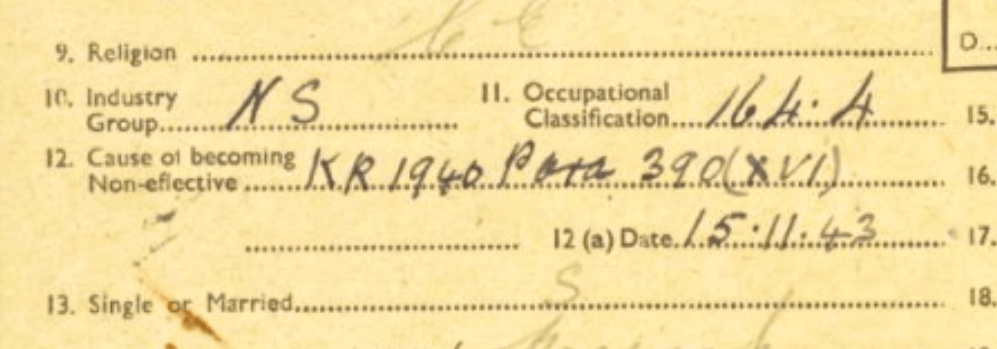 9. Religion CE D...
10. Industry Group NS 11. Occupational Classification 164.4 15.
12. Cause of becoming Non-effective KR 1940 Para 390(XVI) 16.
12 (a) Date 15.11.43 17.
13. Single or Married S 18.